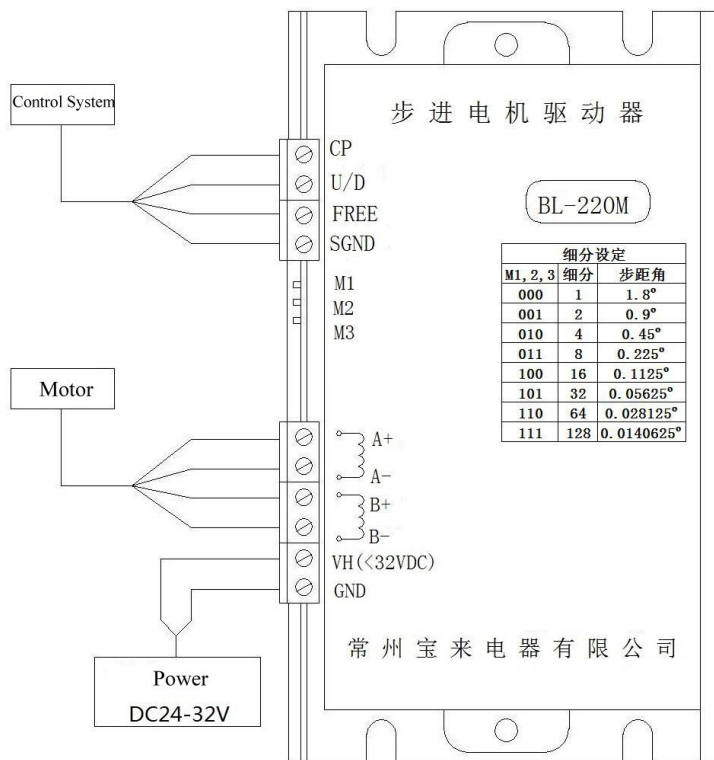 Control System
步进电机驱动器
CP
U/D
FREE
SGND
BL-220M
M1
M2
M3
细分设定
M1,2,3 细分 步距角
000 1 1.8°
001 2 0.9°
010 4 0.45°
011 8 0.225°
100 16 0.1125°
101 32 0.05625°
110 64 0.028125°
111 128 0.0140625°
Motor
A+
A-
B+
B-
VH(<32VDC)
GND
常州宝来电器有限公司
Power
DC24-32V